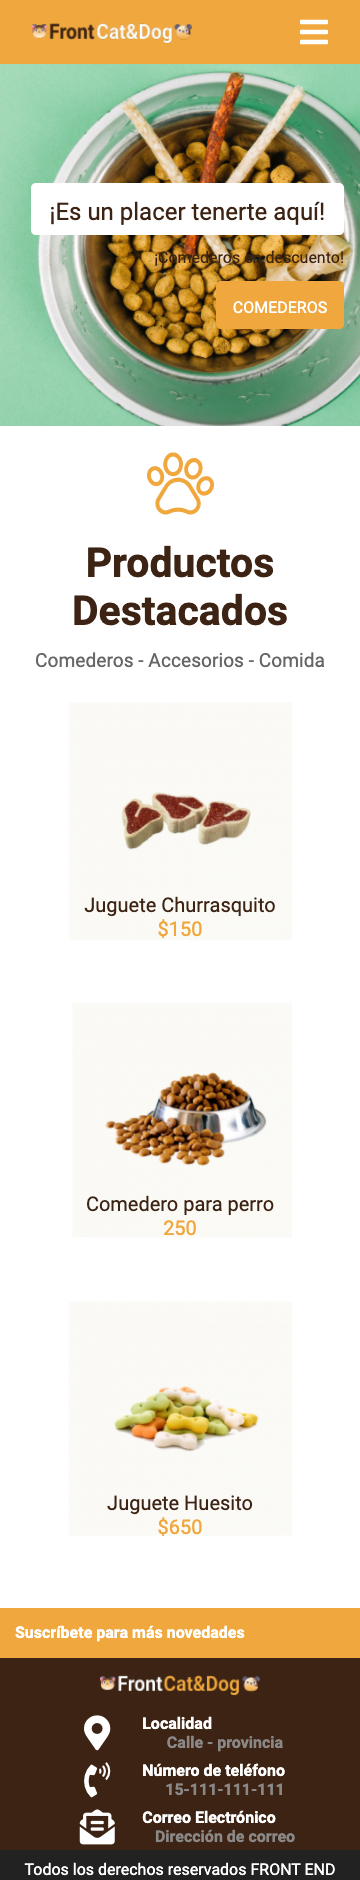 FrontCat&Dog
¡Es un placer tenerte aquí!
¡Comederos en descuento!
COMEDEROS
Productos
Destacados
Comederos - Accesorios - Comida
Juguete Churrasquito
$150
Comedero para perro
250
Juguete Huesito
$650
Suscríbete para más novedades
FrontCat&Dog
Localidad
Calle - provincia
Número de teléfono
15-111-111-111
Correo Electrónico
Dirección de correo
Todos los derechos reservados FRONT END